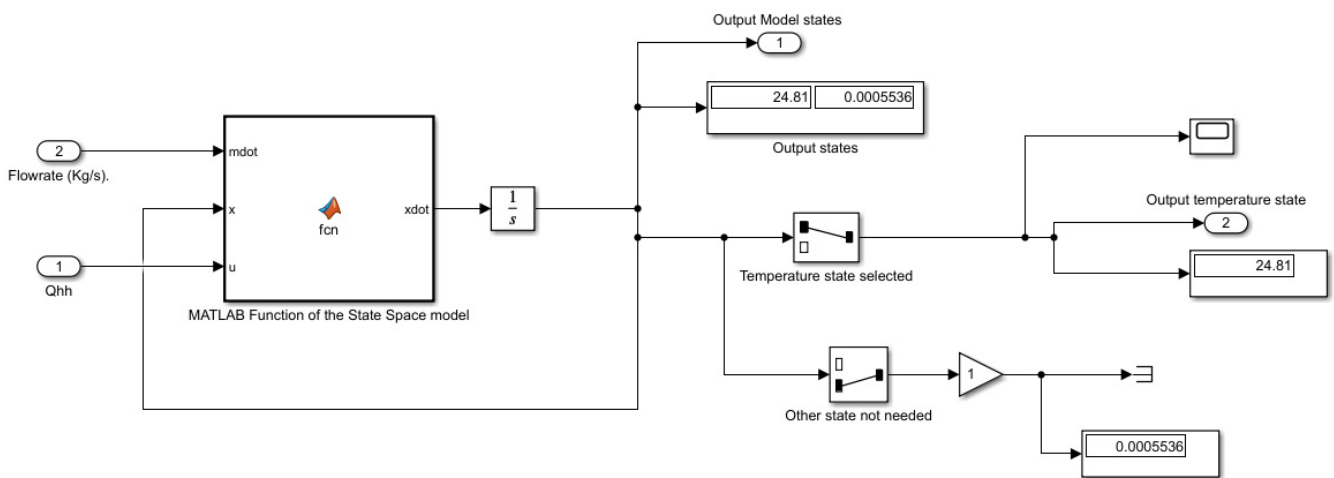 Output Model states
1
24.81 0.0005536
Output states
2
Flowrate (Kg/s).
mdot
x
u
fcn
xdot
1
s
1
Qhh
MATLAB Function of the State Space model
Temperature state selected
Output temperature state
2
24.81
Other state not needed
1
0.0005536